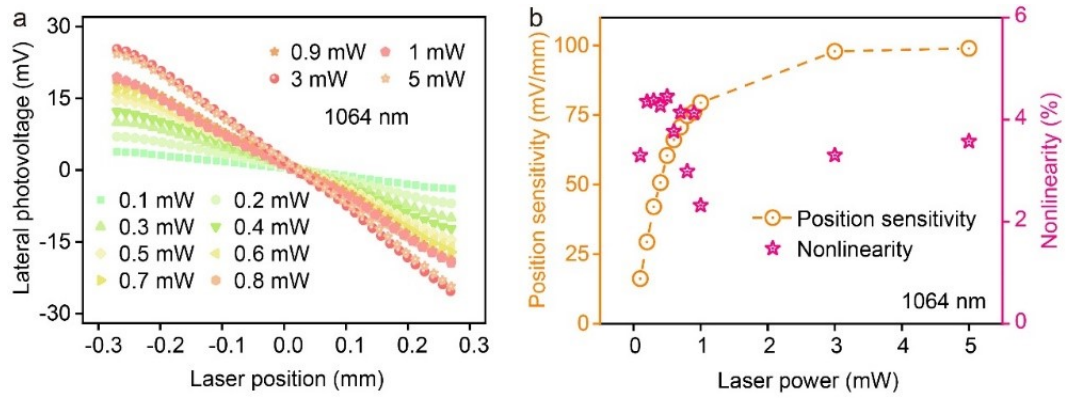 a
Lateral photovoltage (mV)
30
15
0
-15
-30
0.9 mW 1 mW
3 mW 5 mW
1064 nm
0.1 mW 0.2 mW
0.3 mW 0.4 mW
0.5 mW 0.6 mW
0.7 mW 0.8 mW
-0.3 -0.2 -0.1 0.0 0.1 0.2 0.3
Laser position (mm)
b
Position sensitivity (mV/mm)
100
75
50
25
0
Position sensitivity
Nonlinearity
1064 nm
0 1 2 3 4 5
Laser power (mW)
6
4
2
0
Nonlinearity (%)